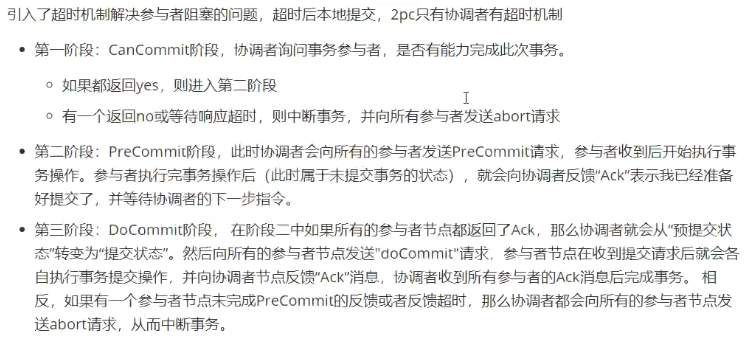 引入了超时机制解决参与者阻塞的问题，超时后本地提交，2pc只有协调者有超时机制
• 第一阶段：CanCommit阶段，协调者询问事务参与者，是否有能力完成此次事务。
◦ 如果都返回yes，则进入第二阶段
◦ 有一个返回no或等待响应超时，则中断事务，并向所有参与者发送abort请求
• 第二阶段：PreCommit阶段，此时协调者会向所有的参与者发送PreCommit请求，参与者收到后开始执行事
务操作。参与者执行完事务操作后（此时属于未提交事务的状态），就会向协调者反馈“Ack”表示我已经准备
好提交了，并等待协调者的下一步指令。
• 第三阶段：DoCommit阶段， 在阶段二中如果所有的参与者节点都返回了Ack，那么协调者就会从“预提交状
态”转变为“提交状态”。然后向所有的参与者节点发送"doCommit"请求，参与者节点在收到提交请求后就会各
自执行事务提交操作，并向协调者节点反馈“Ack”消息，协调者收到所有参与者的Ack消息后完成事务。 相
反，如果有一个参与者节点未完成PreCommit的反馈或者反馈超时，那么协调者都会向所有的参与者节点发
送abort请求，从而中断事务。